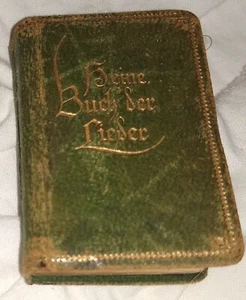 Heine.
Buch der
Lieder